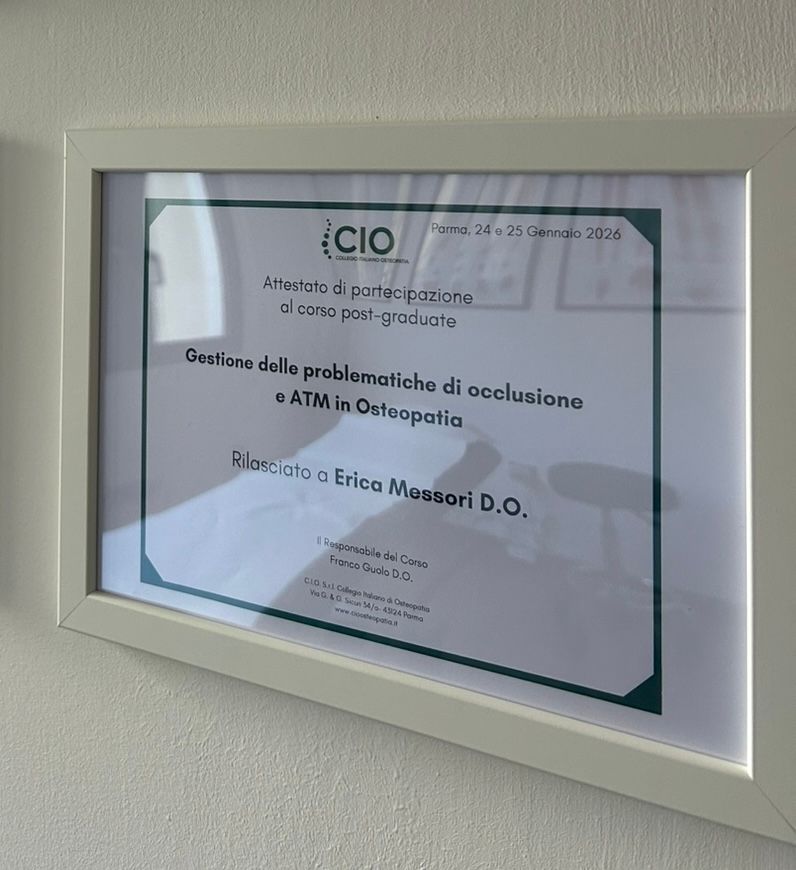 CIO
COLLEGIO ITALIANO OSTEOPATIA
Parma, 24 e 25 Gennaio 2026
Attestato di partecipazione
al corso post-graduate
Gestione delle problematiche di occlusione
e ATM in Osteopatia
Rilasciato a Erica Messori D.O.
Il Responsabile del Corso
Franco Guolo D.O.
C.I.O. S.r.l. Collegio Italiano di Osteopatia
Via G. & G. Sicuri 54/a- 43124 Parma
www.cioosteopatia.it